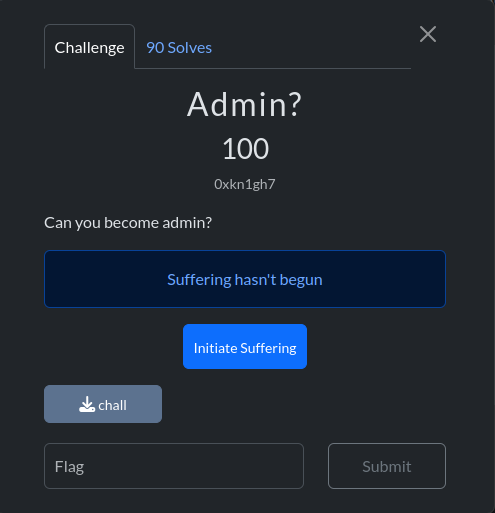 Challenge
90 Solves
Admin?
100
0xkn1gh7
Can you become admin?
Suffering hasn't begun
Initiate Suffering
chall
Flag
Submit